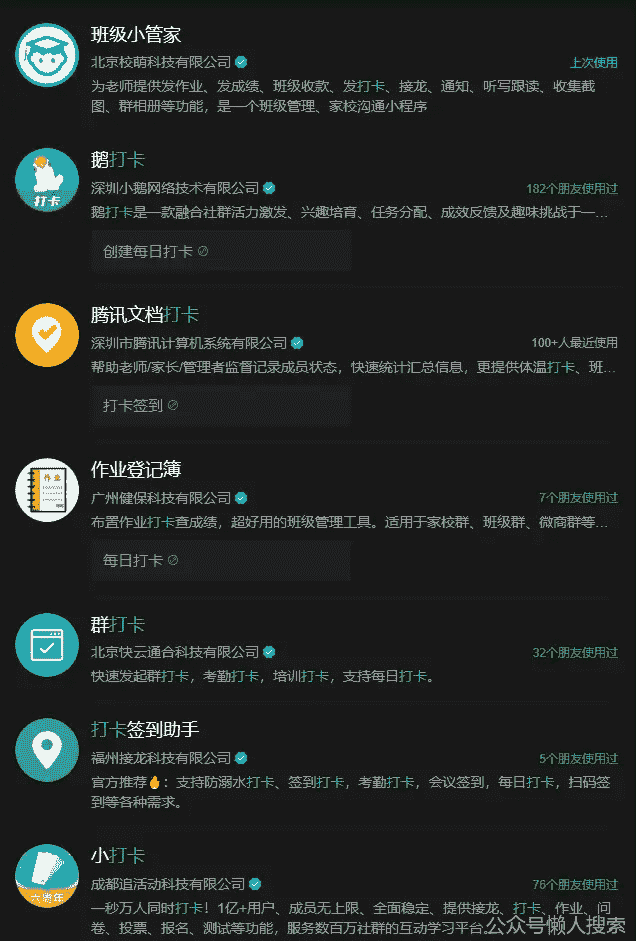 班级小管家
北京校萌科技有限公司
上次使用
为老师提供发作业、发成绩、班级收款、发打卡、接龙、通知、听写跟读、收集截
图、群相册等功能，是一个班级管理、家校沟通小程序
鹅打卡
打卡
深圳小鹅网络技术有限公司
182个朋友使用过
鹅打卡是一款融合社群活力激发、兴趣培育、任务分配、成效反馈及趣味挑战于一...
创建每日打卡
腾讯文档打卡
深圳市腾讯计算机系统有限公司
100+人最近使用
帮助老师/家长/管理者监督记录成员状态，快速统计汇总信息，更提供体温打卡、班...
打卡签到
作业登记簿
作业
广州健保科技有限公司
7个朋友使用过
布置作业打卡查成绩，超好用的班级管理工具。适用于家校群、班级群、微商群等...
每日打卡
群打卡
北京快云通合科技有限公司
32个朋友使用过
快速发起群打卡，考勤打卡，培训打卡，支持每日打卡。
打卡签到助手
福州接龙科技有限公司
5个朋友使用过
官方推荐✋：支持防溺水打卡、签到打卡，考勤打卡，会议签到，每日打卡，扫码签
到等各种需求。
小打卡
六周年
成都追活动科技有限公司
76个朋友使用过
一秒万人同时打卡！1亿+用户、成员无上限、全面稳定、提供接龙、打卡、作业、问
卷、投票、报名、测试等功能，服务数百万社群的互动学习平台
公众号懒人搜索